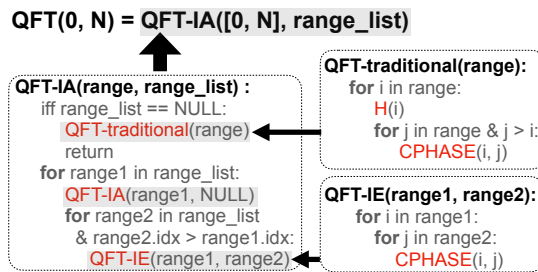 QFT(0, N) = QFT-IA([0, N], range_list)
QFT-IA(range, range_list) :
iff range_list == NULL:
QFT-traditional(range)
return
for range1 in range_list:
QFT-IA(range1, NULL)
for range2 in range_list
& range2.idx > range1.idx:
QFT-IE(range1, range2)
QFT-traditional(range):
for i in range:
H(i)
for j in range & j > i:
CPHASE(i, j)
QFT-IE(range1, range2):
for i in range1:
for j in range2:
CPHASE(i, j)